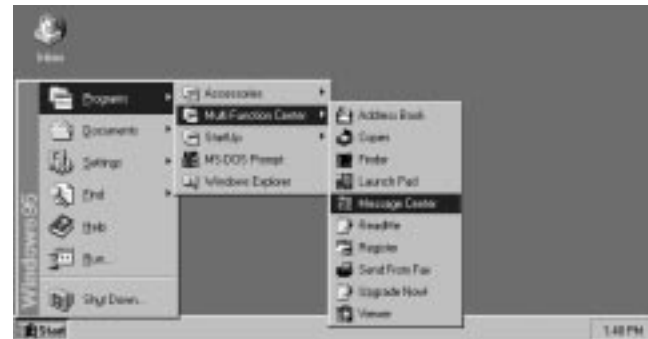 Inbox
Programs
Documents
Settings
Find
Help
Run...
Shut Down...
Windows95
Accessories
Multi-Function Center
StartUp
MS-DOS Prompt
Windows Explorer
Address Book
Copier
Finder
Launch Pad
Message Center
ReadMe
Register
Send From Fax
Upgrade Now!
Viewer
Start
1:48 PM